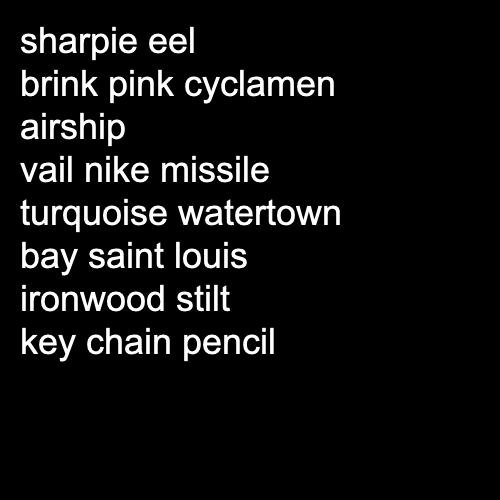 sharpie eel
brink pink cyclamen
airship
vail nike missile
turquoise watertown
bay saint louis
ironwood stilt
key chain pencil